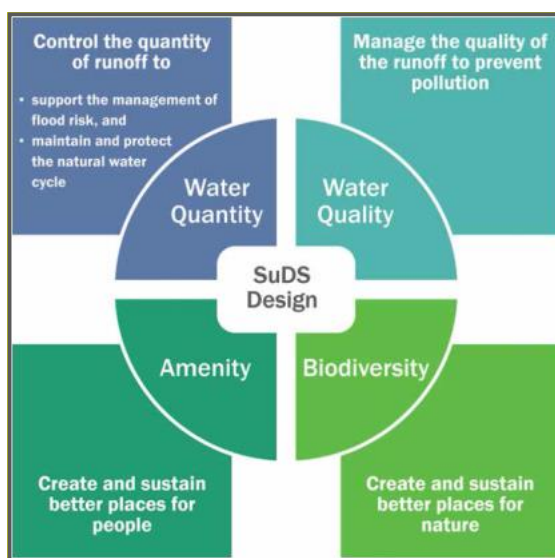 Control the quantity
of runoff to
• support the management of
flood risk, and
• maintain and protect
the natural water
cycle
Manage the quality of
the runoff to prevent
pollution
Water
Quantity
Water
Quality
SuDS
Design
Amenity
Biodiversity
Create and sustain
better places for
people
Create and sustain
better places for
nature